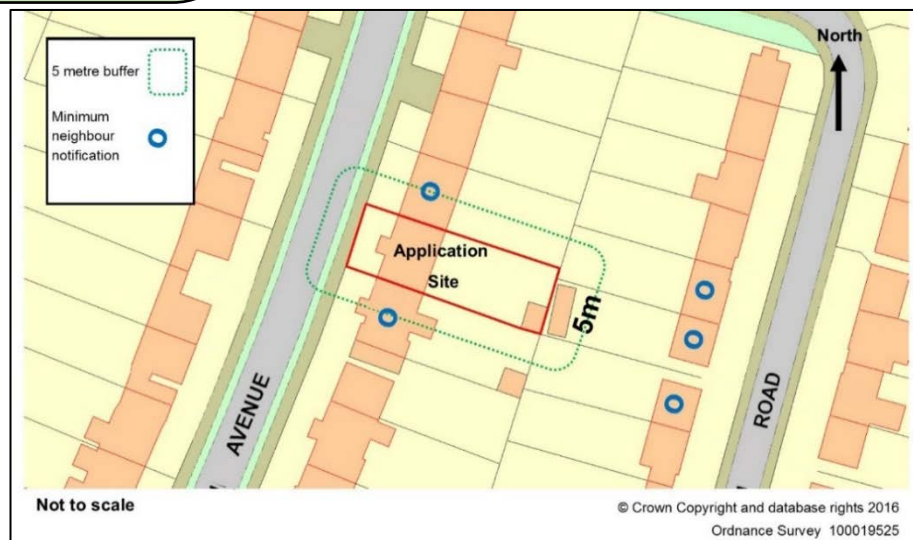 North
5 metre buffer
Minimum
neighbour
notification
Application
Site
5m
AVENUE
ROAD
Not to scale
© Crown Copyright and database rights 2016
Ordnance Survey 100019525